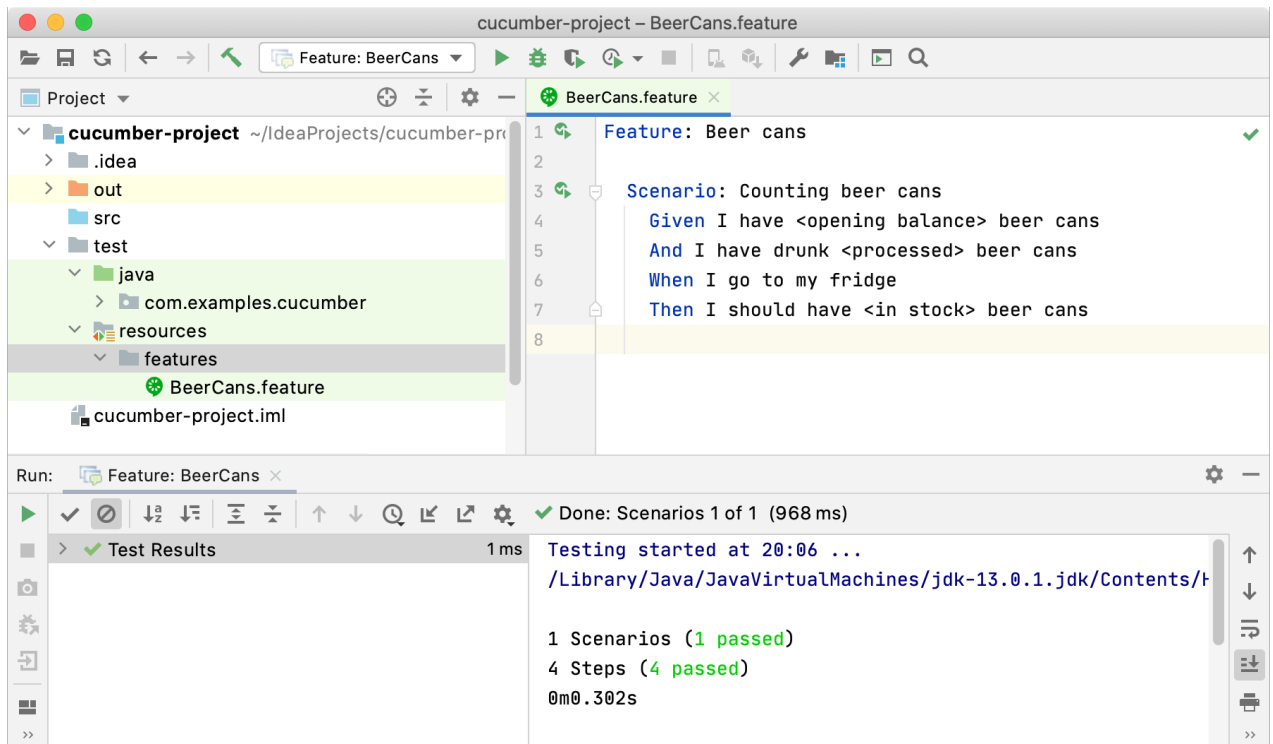 cucumber-project – BeerCans.feature
Feature: BeerCans
Project
BeerCans.feature
cucumber-project ~/IdeaProjects/cucumber-pro
.idea
out
src
test
java
com.examples.cucumber
resources
features
BeerCans.feature
cucumber-project.iml
1 Feature: Beer cans
2
3 Scenario: Counting beer cans
4 Given I have <opening balance> beer cans
5 And I have drunk <processed> beer cans
6 When I go to my fridge
7 Then I should have <in stock> beer cans
8
Run: Feature: BeerCans
Done: Scenarios 1 of 1 (968 ms)
Test Results 1 ms
Testing started at 20:06 ...
/Library/Java/JavaVirtualMachines/jdk-13.0.1.jdk/Contents/H
1 Scenarios (1 passed)
4 Steps (4 passed)
0m0.302s